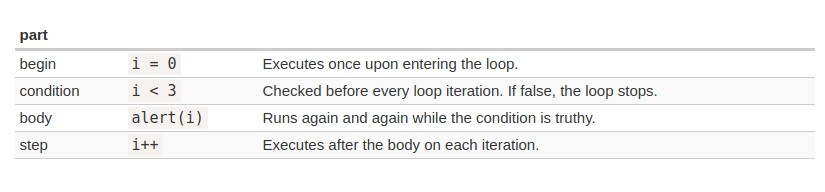 part
begin i = 0 Executes once upon entering the loop.
condition i < 3 Checked before every loop iteration. If false, the loop stops.
body alert(i) Runs again and again while the condition is truthy.
step i++ Executes after the body on each iteration.